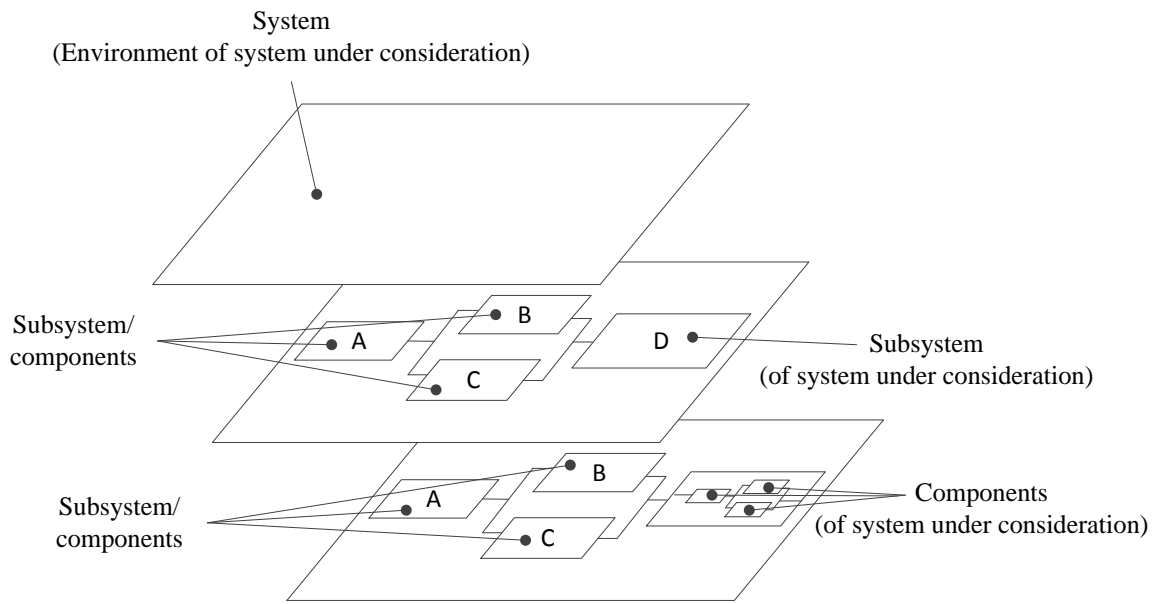 System
(Environment of system under consideration)
Subsystem/
components
A
B
C
D
Subsystem
(of system under consideration)
Subsystem/
components
A
B
C
Components
(of system under consideration)